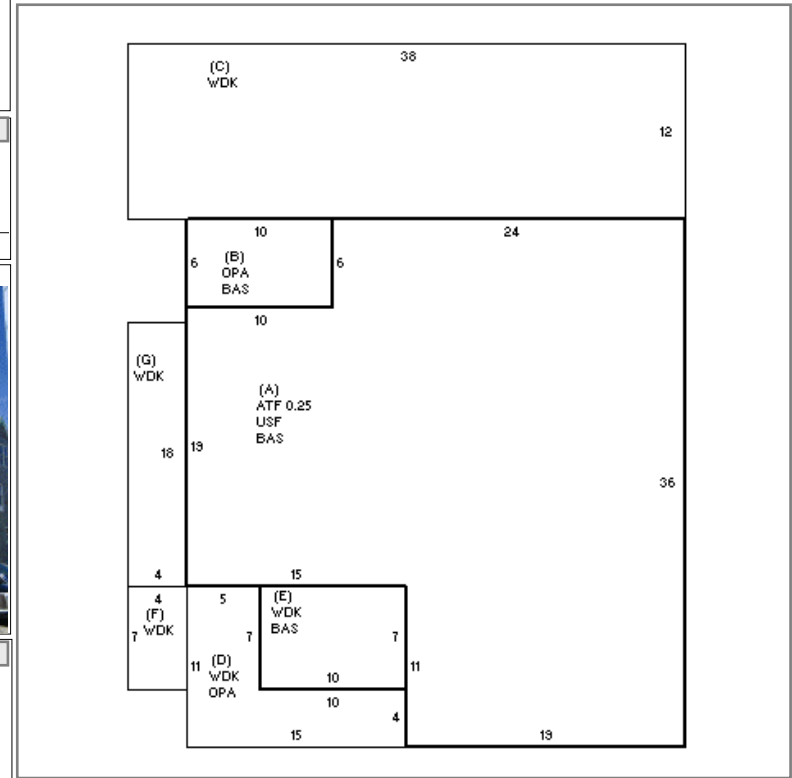 38
(C)
WDK
12
10
24
6
(B)
OPA
BAS
6
10
(G)
WDK
(A)
ATF 0.25
USF
BAS
18
19
36
4
15
4
(F)
WDK
7
5
7
(E)
WDK
BAS
7
11
(D)
WDK
OPA
11
10
10
4
15
19